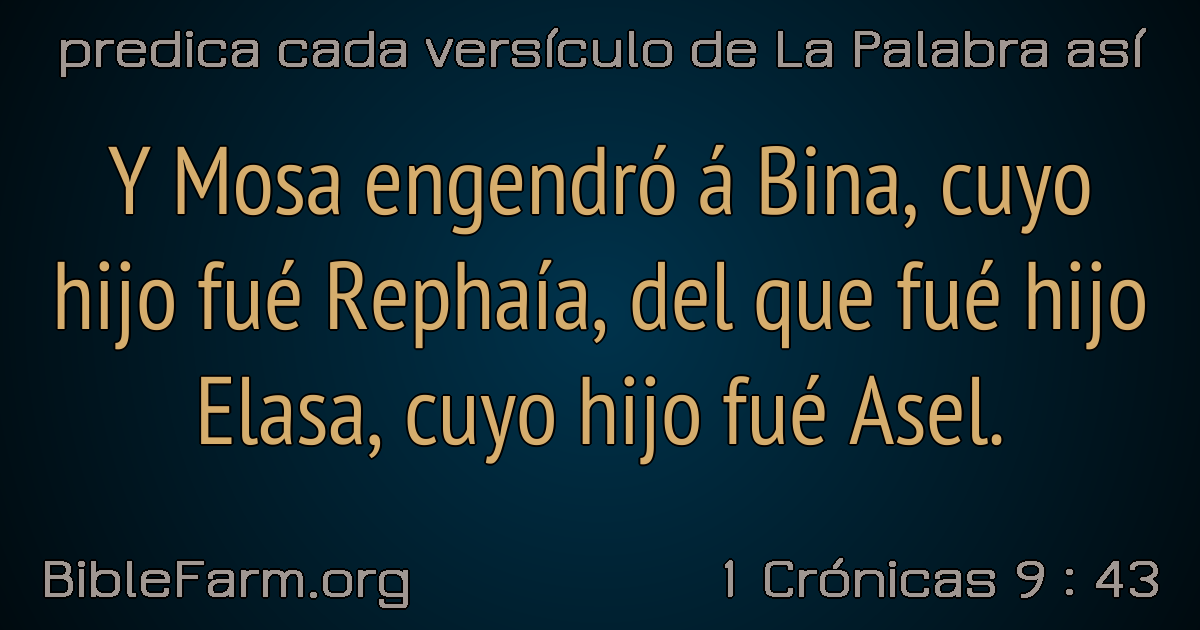 predica cada versículo de La Palabra así
Y Mosa engendró á Bina, cuyo
hijo fué Rephaía, del que fué hijo
Elasa, cuyo hijo fué Asel.
BibleFarm.org
1 Crónicas 9 : 43